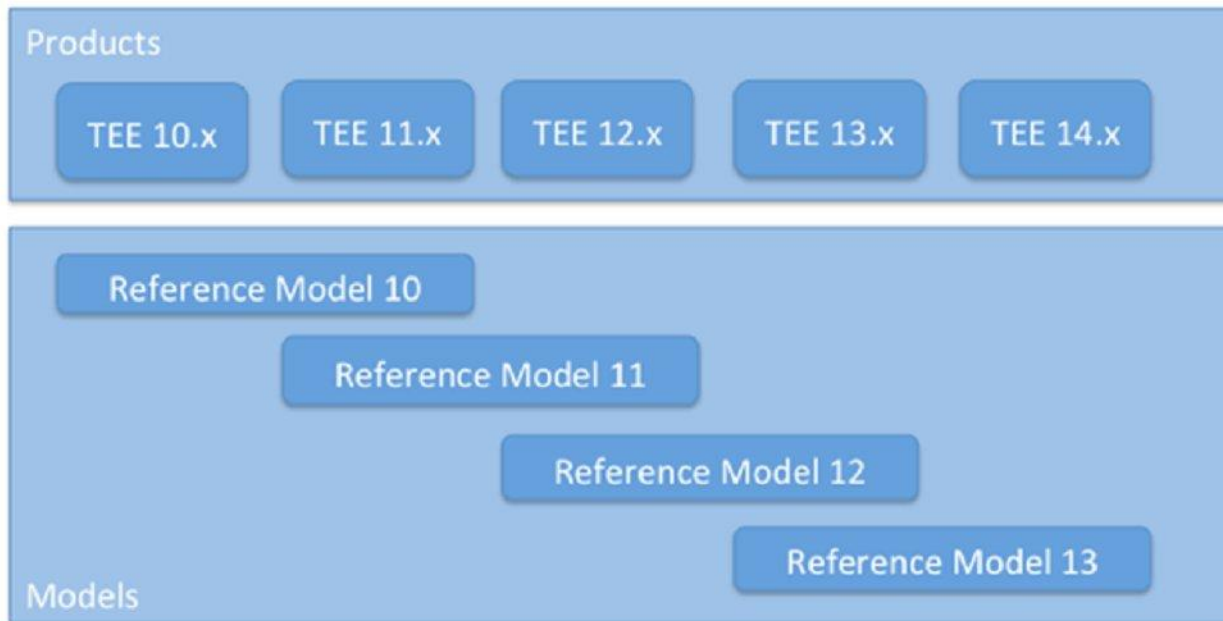 Products
TEE 10.x
TEE 11.x
TEE 12.x
TEE 13.x
TEE 14.x
Reference Model 10
Reference Model 11
Reference Model 12
Reference Model 13
Models